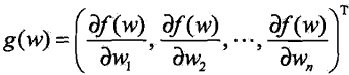 g(w) = (∂f(w)/∂w₁, ∂f(w)/∂w₂, ⋯, ∂f(w)/∂wₙ)ᵀ